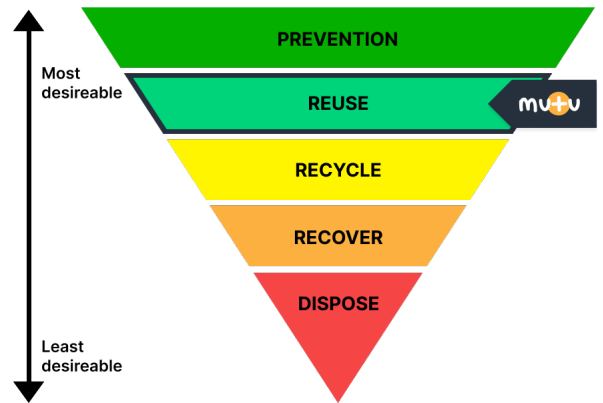 PREVENTION
Most
desireable
REUSE
mutu
RECYCLE
RECOVER
DISPOSE
Least
desireable